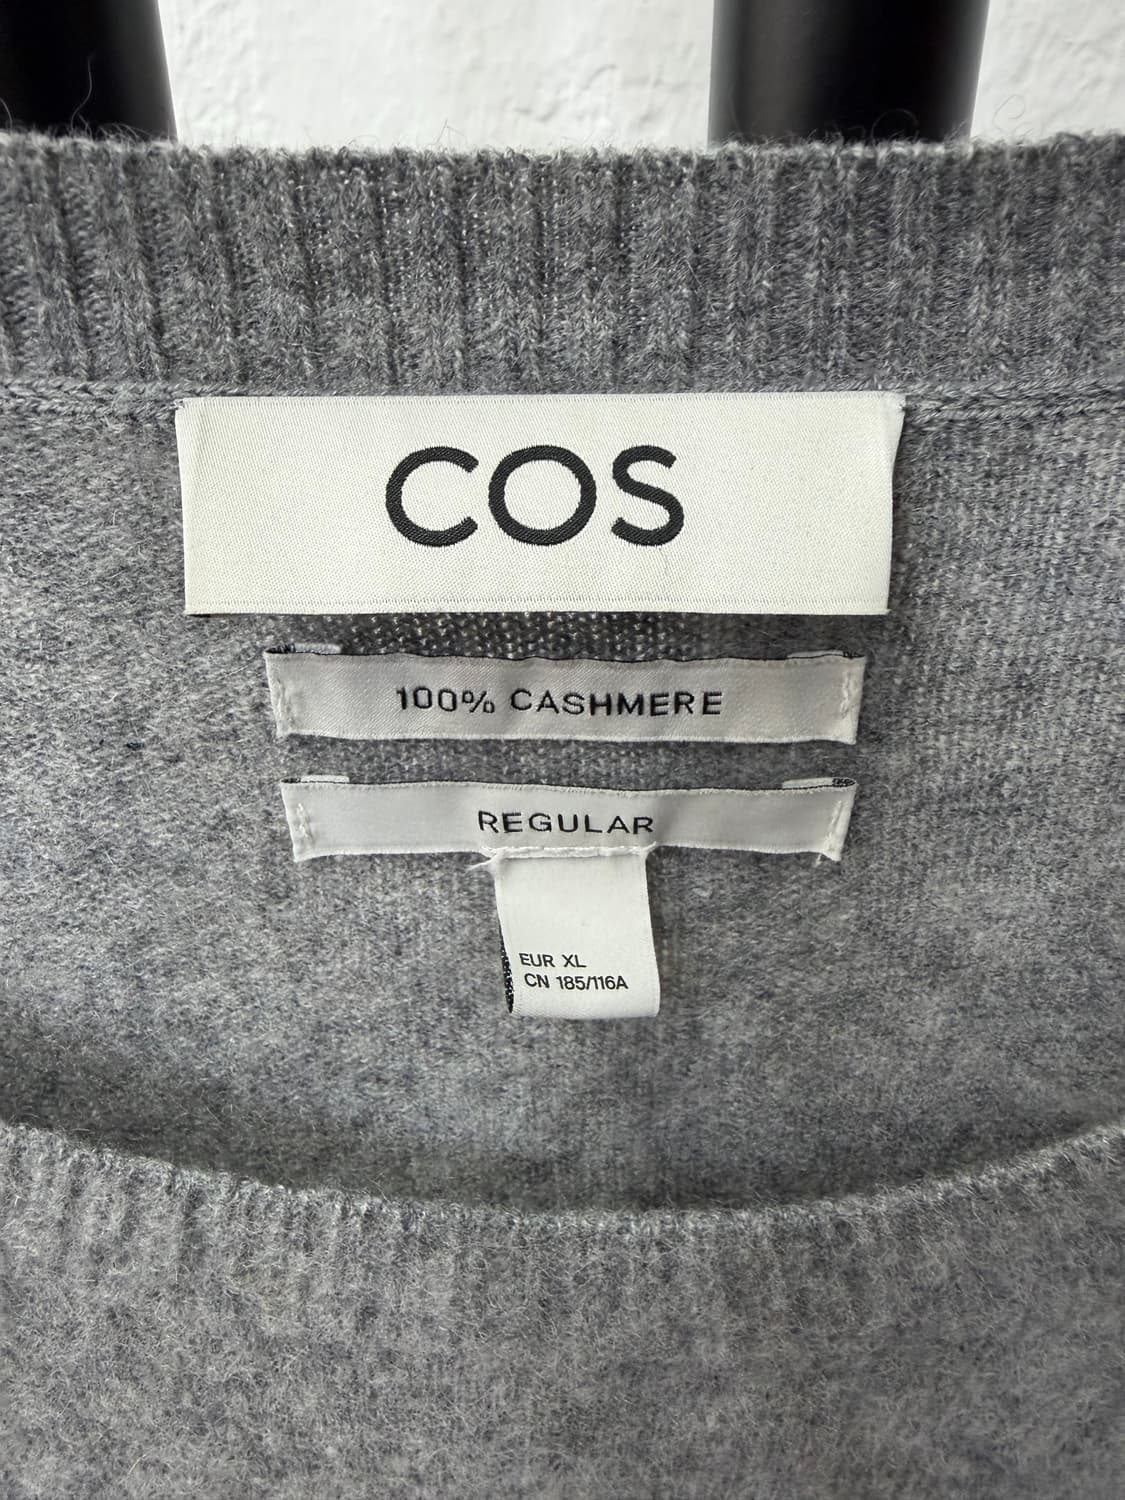 COS
100% CASHMERE
REGULAR
EUR XL
CN 185/116A